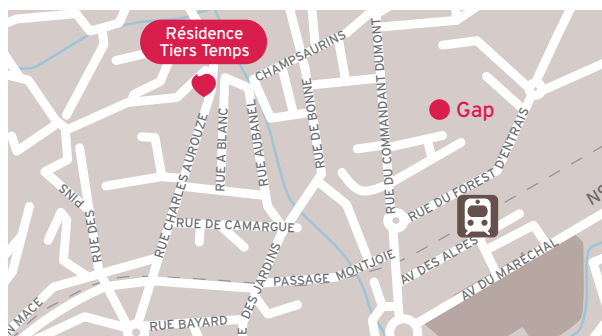 Résidence
Tiers Temps
CHAMPSAURINS
Gap
RUE DU COMMANDANT DUMONT
RUE DE BONNE
RUE AUBANEL
RUE A BLANC
RUE CHARLES AUROUZE
RUE DU FOREST D'ENTRAIS
RUE DES PINS
RUE DE CAMARGUE
DES JARDINS
PASSAGE MONTJOIE
AV DES ALPES
AV DU MARÉCHAL
N MACE
RUE BAYARD